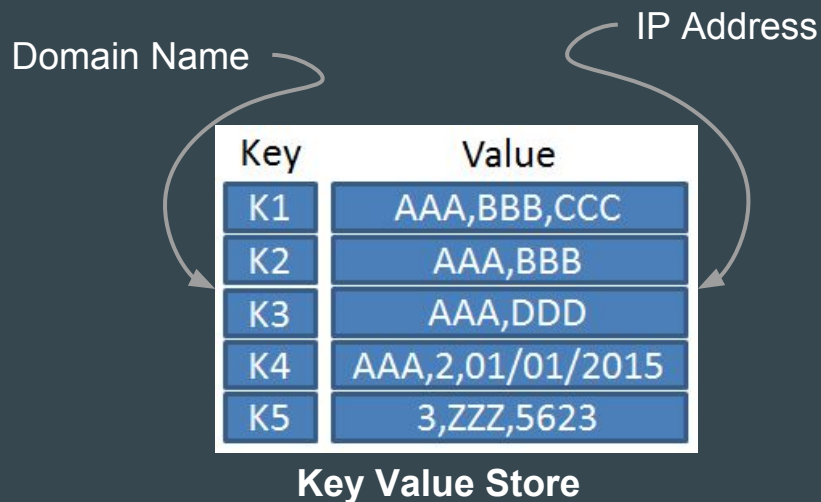 IP Address
Domain Name
Key Value
K1 AAA,BBB,CCC
K2 AAA,BBB
K3 AAA,DDD
K4 AAA,2,01/01/2015
K5 3,ZZZ,5623
Key Value Store